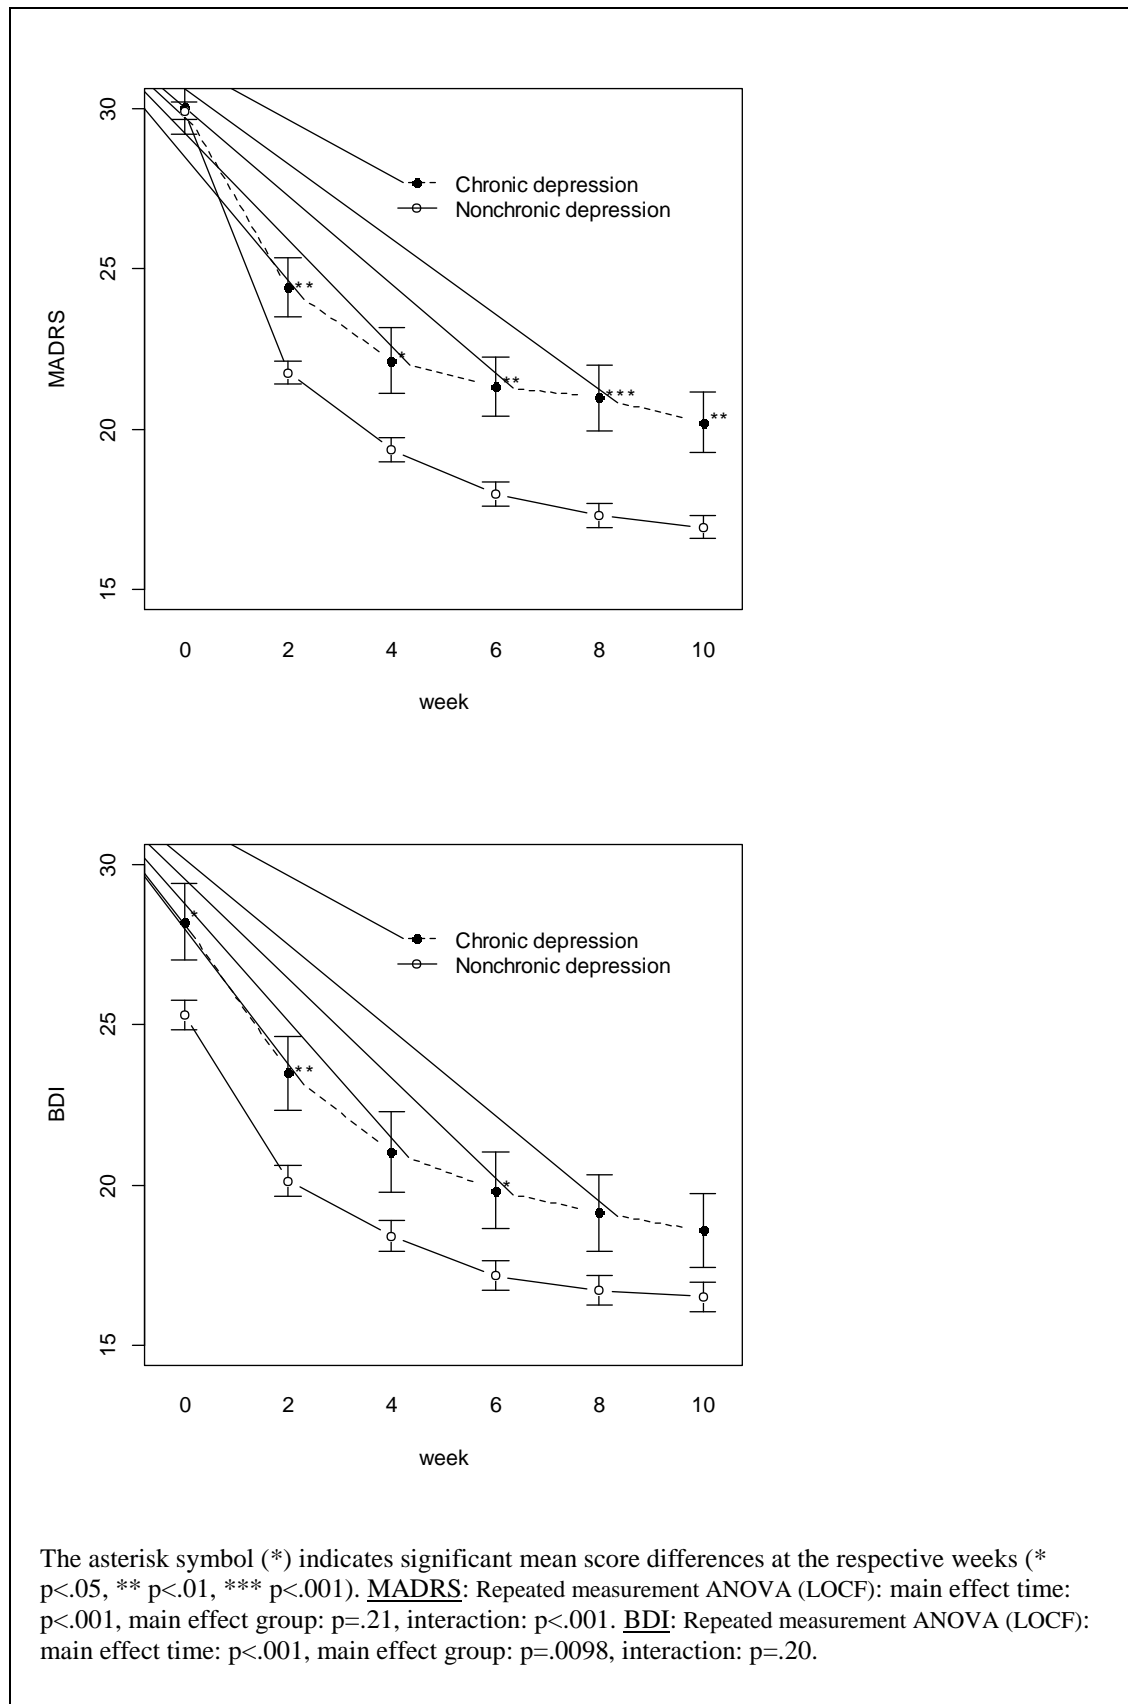 30
25
20
15
MADRS
Chronic depression
Nonchronic depression
**
*
**
***
**
0 2 4 6 8 10
week
30
25
20
15
BDI
Chronic depression
Nonchronic depression
*
**
*
0 2 4 6 8 10
week
The asterisk symbol (*) indicates significant mean score differences at the respective weeks (*
p<.05, ** p<.01, *** p<.001). MADRS: Repeated measurement ANOVA (LOCF): main effect time:
p<.001, main effect group: p=.21, interaction: p<.001. BDI: Repeated measurement ANOVA (LOCF):
main effect time: p<.001, main effect group: p=.0098, interaction: p=.20.